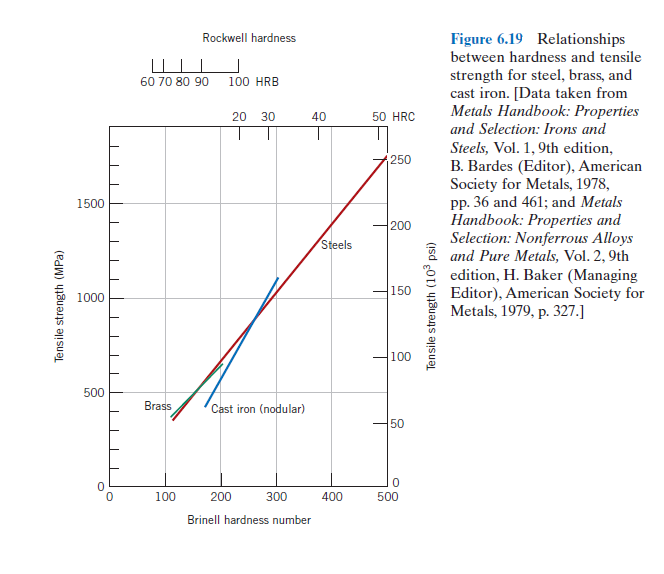 Rockwell hardness
60 70 80 90 100 HRB
20 30 40 50 HRC
Tensile strength (MPa)
1500
1000
500
0
250
200
150
100
50
0
Tensile strength (10³ psi)
Steels
Brass
Cast iron (nodular)
0 100 200 300 400 500
Brinell hardness number
Figure 6.19 Relationships
between hardness and tensile
strength for steel, brass, and
cast iron. [Data taken from
Metals Handbook: Properties
and Selection: Irons and
Steels, Vol. 1, 9th edition,
B. Bardes (Editor), American
Society for Metals, 1978,
pp. 36 and 461; and Metals
Handbook: Properties and
Selection: Nonferrous Alloys
and Pure Metals, Vol. 2, 9th
edition, H. Baker (Managing
Editor), American Society for
Metals, 1979, p. 327.]